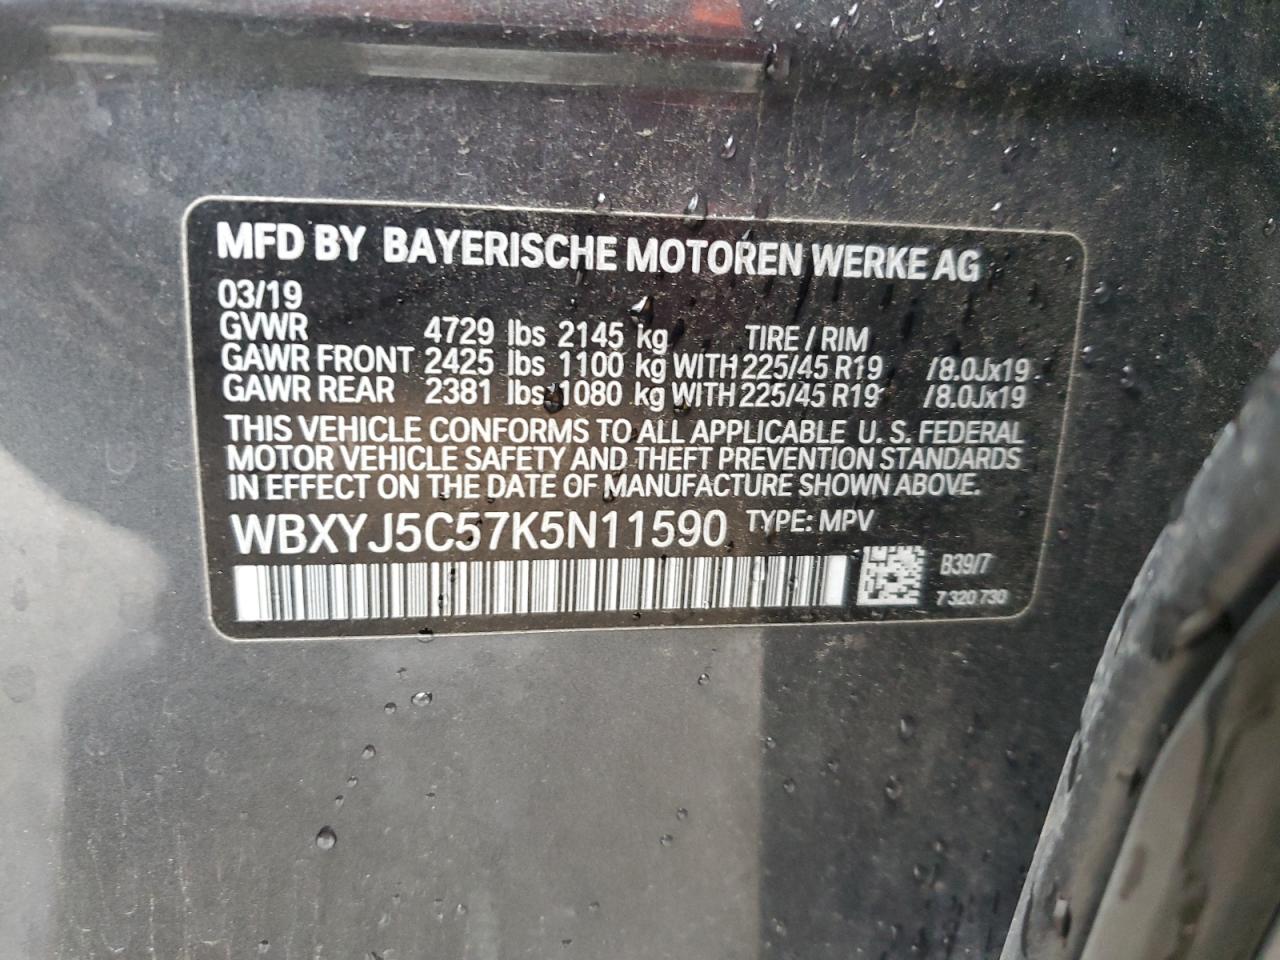 MFD BY BAYERISCHE MOTOREN WERKE AG
03/19
GVWR 4729 lbs 2145 kg TIRE / RIM
GAWR FRONT 2425 lbs 1100 kg WITH 225/45 R19 /8.0Jx19
GAWR REAR 2381 lbs 1080 kg WITH 225/45 R19 /8.0Jx19
THIS VEHICLE CONFORMS TO ALL APPLICABLE U. S. FEDERAL
MOTOR VEHICLE SAFETY AND THEFT PREVENTION STANDARDS
IN EFFECT ON THE DATE OF MANUFACTURE SHOWN ABOVE.
WBXYJ5C57K5N11590 TYPE: MPV
B39/7
7 320 730